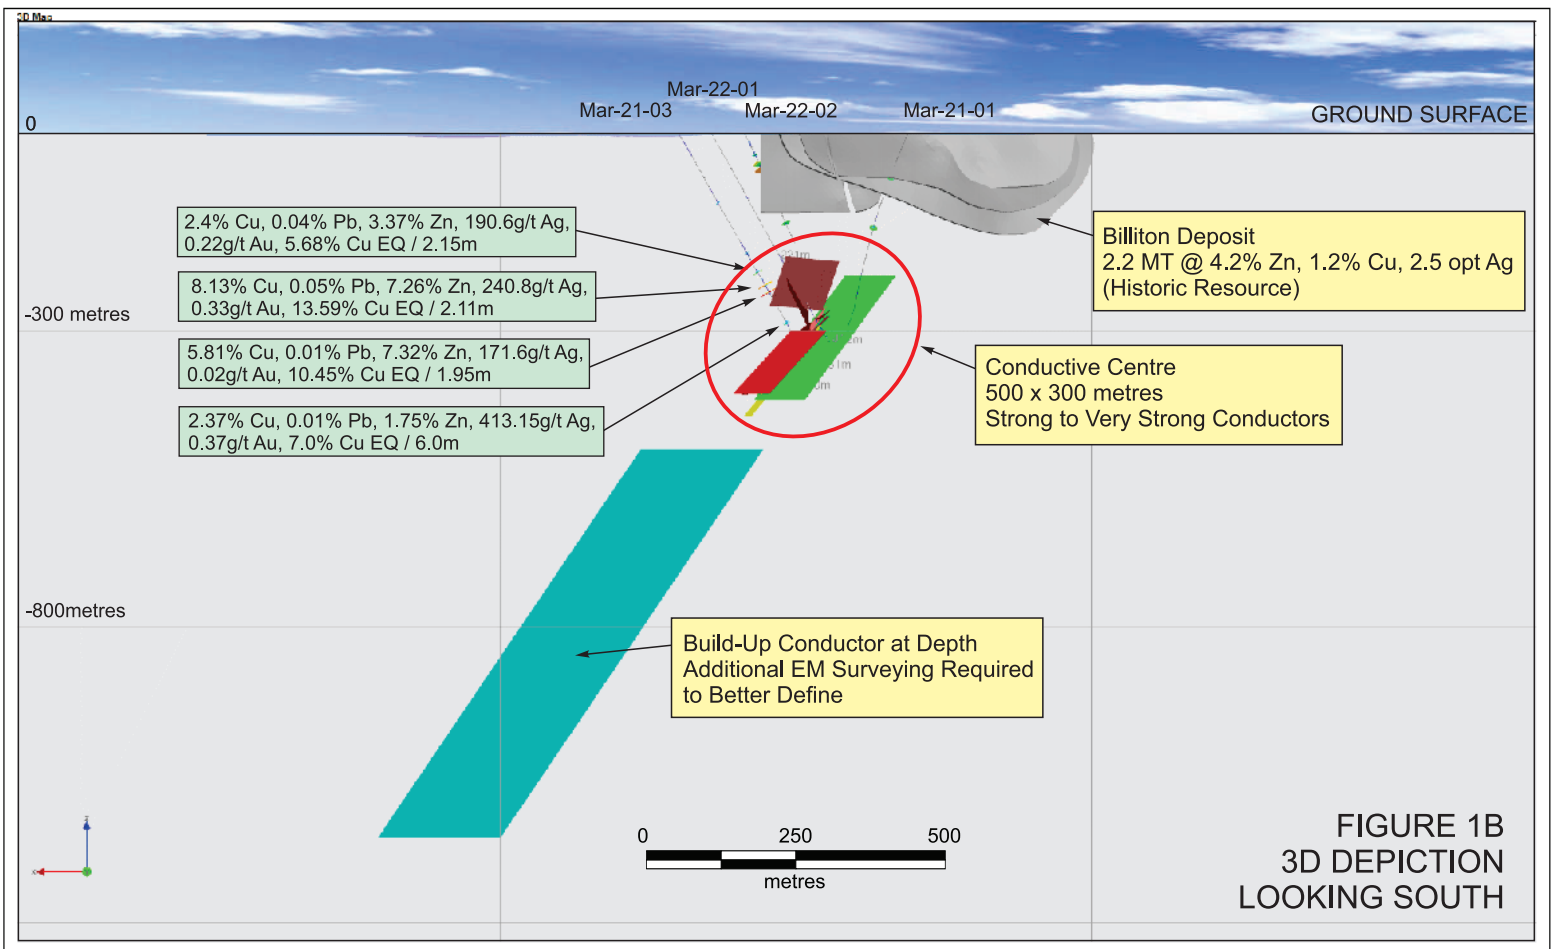 3D Map
Mar-22-01
Mar-21-03
Mar-22-02
Mar-21-01
0
GROUND SURFACE
2.4% Cu, 0.04% Pb, 3.37% Zn, 190.6g/t Ag,
0.22g/t Au, 5.68% Cu EQ / 2.15m
8.13% Cu, 0.05% Pb, 7.26% Zn, 240.8g/t Ag,
0.33g/t Au, 13.59% Cu EQ / 2.11m
-300 metres
5.81% Cu, 0.01% Pb, 7.32% Zn, 171.6g/t Ag,
0.02g/t Au, 10.45% Cu EQ / 1.95m
2.37% Cu, 0.01% Pb, 1.75% Zn, 413.15g/t Ag,
0.37g/t Au, 7.0% Cu EQ / 6.0m
Billiton Deposit
2.2 MT @ 4.2% Zn, 1.2% Cu, 2.5 opt Ag
(Historic Resource)
Conductive Centre
500 x 300 metres
Strong to Very Strong Conductors
-800metres
Build-Up Conductor at Depth
Additional EM Surveying Required
to Better Define
0 250 500
metres
FIGURE 1B
3D DEPICTION
LOOKING SOUTH